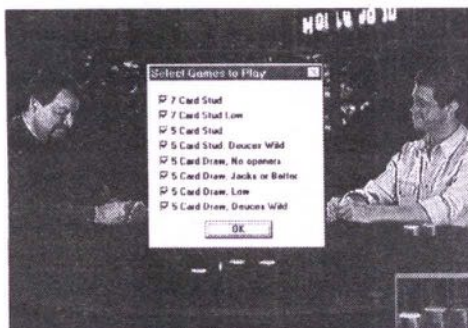 Select Games to Play
7 Card Stud
7 Card Stud Low
5 Card Stud
5 Card Stud, Deuces Wild
5 Card Draw, No openers
5 Card Draw, Jacks or Better
5 Card Draw, Low
5 Card Draw, Deuces Wild
OK